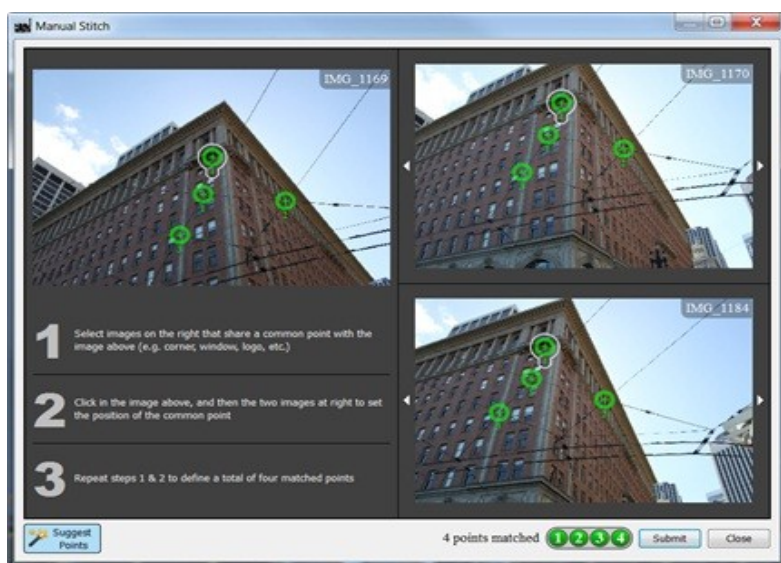 Manual Stitch
IMG_1169
IMG_1170
IMG_1184
1
Select images on the right that share a common point with the
image above (e.g. corner, window, logo, etc.)
2
Click in the image above, and then the two images at right to set
the position of the common point
3
Repeat steps 1 & 2 to define a total of four matched points
Suggest
Points
4 points matched 1 2 3 4 Submit Close